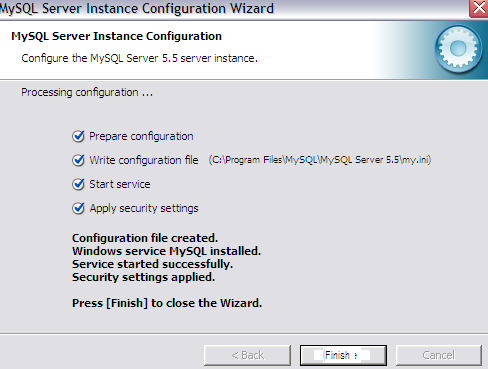 MySQL Server Instance Configuration Wizard
MySQL Server Instance Configuration
Configure the MySQL Server 5.5 server instance.
Processing configuration ...
Prepare configuration
Write configuration file (C:\Program Files\MySQL\MySQL Server 5.5\my.ini)
Start service
Apply security settings
Configuration file created.
Windows service MySQL installed.
Service started successfully.
Security settings applied.
Press [Finish] to close the Wizard.
< Back Finish Cancel